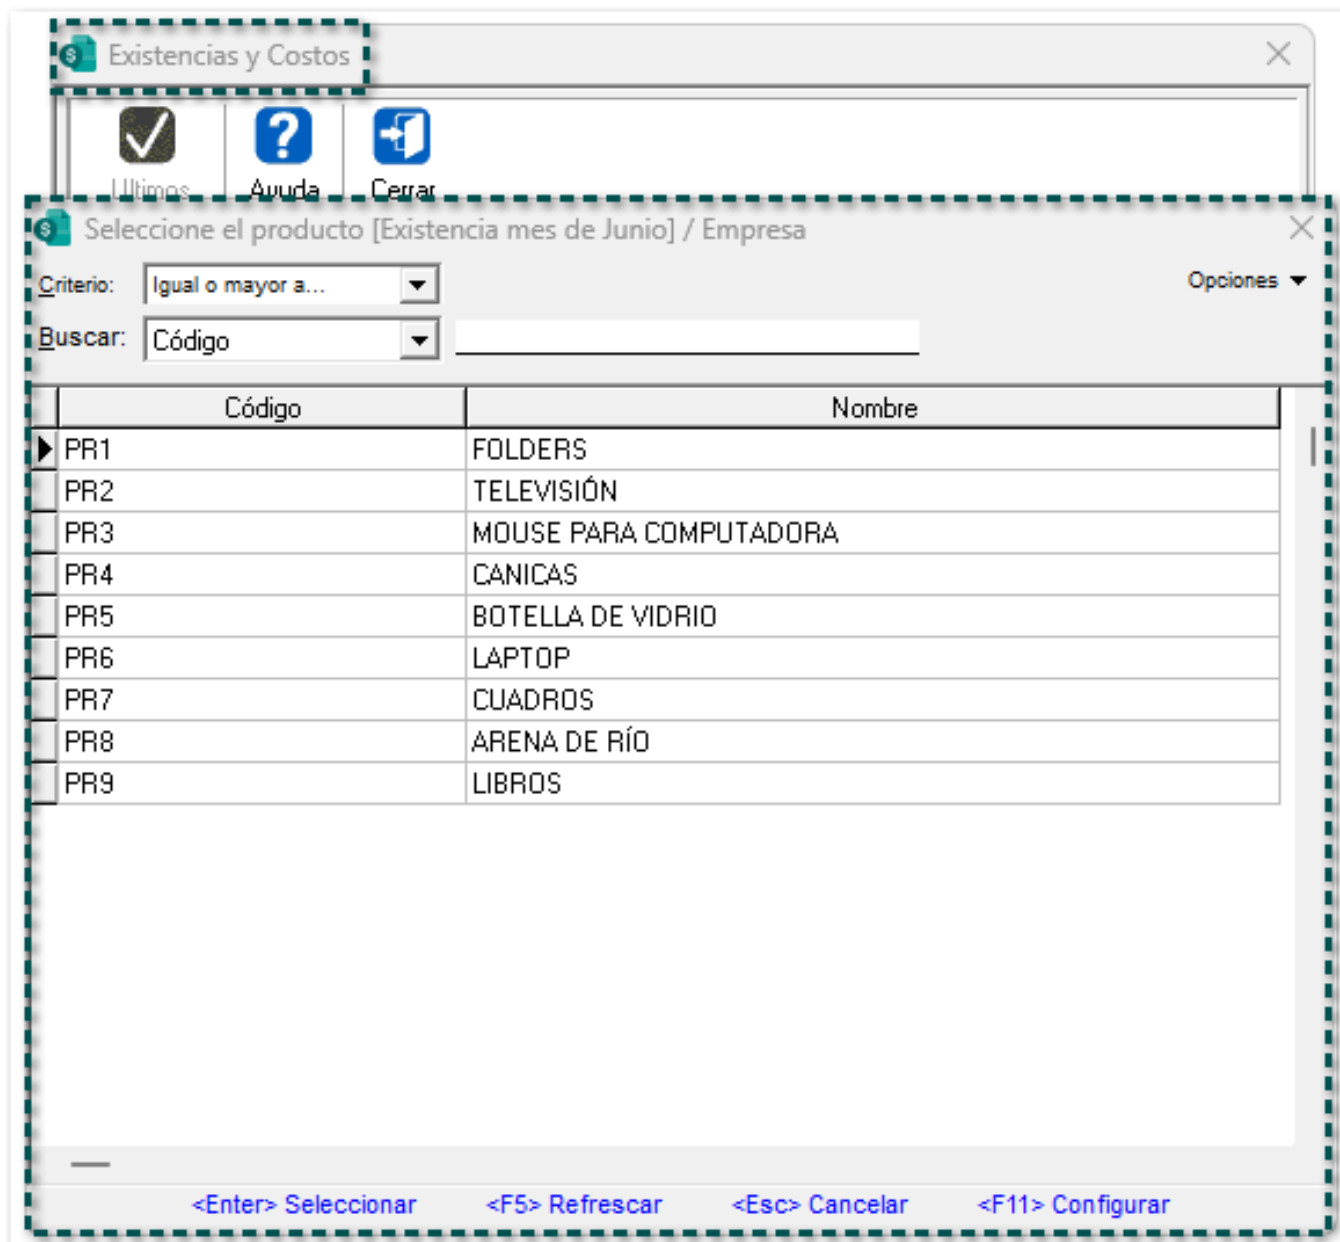 Existencias y Costos
Ultimos Ayuda Cerrar
Seleccione el producto [Existencia mes de Junio] / Empresa
Criterio: Igual o mayor a... Opciones
Buscar: Código
Código Nombre
PR1 FOLDERS
PR2 TELEVISIÓN
PR3 MOUSE PARA COMPUTADORA
PR4 CANICAS
PR5 BOTELLA DE VIDRIO
PR6 LAPTOP
PR7 CUADROS
PR8 ARENA DE RÍO
PR9 LIBROS
<Enter> Seleccionar <F5> Refrescar <Esc> Cancelar <F11> Configurar